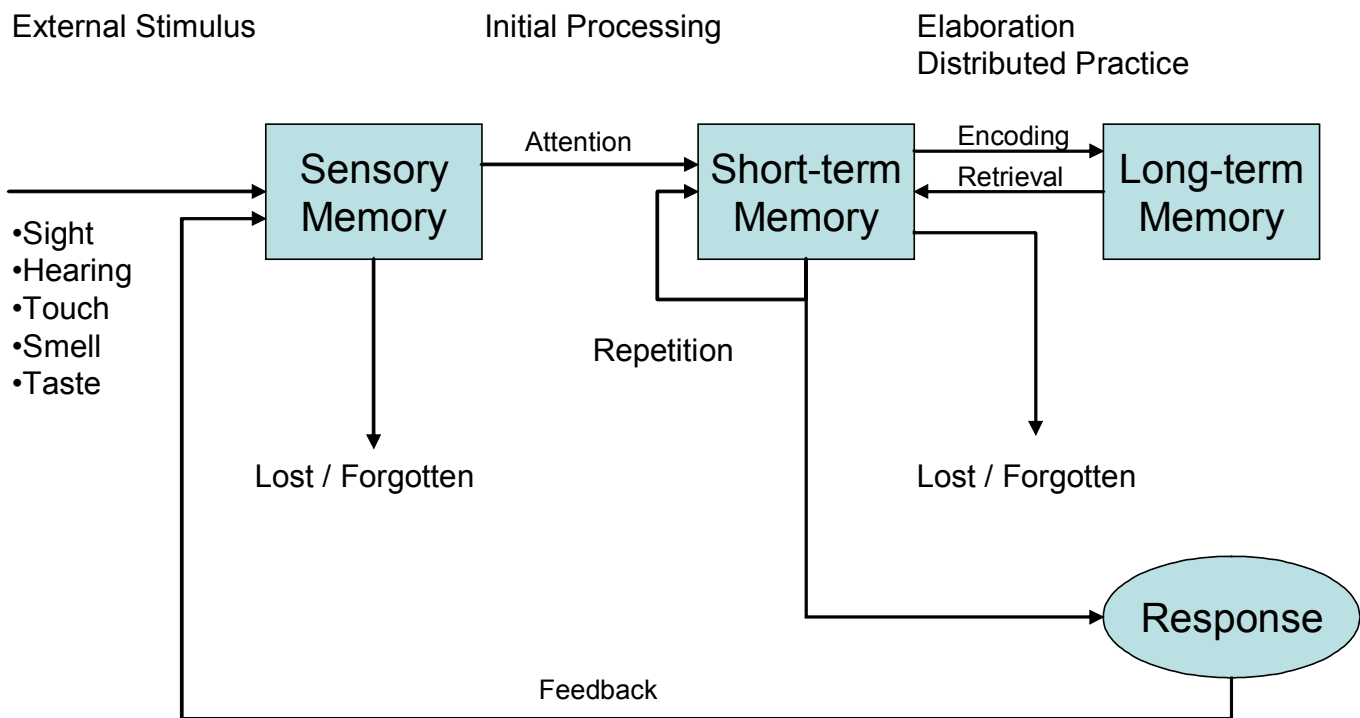 External Stimulus
Initial Processing
Elaboration
Distributed Practice
Sensory
Memory
Attention
Short-term
Memory
Encoding
Retrieval
Long-term
Memory
•Sight
•Hearing
•Touch
•Smell
•Taste
Repetition
Lost / Forgotten
Lost / Forgotten
Response
Feedback